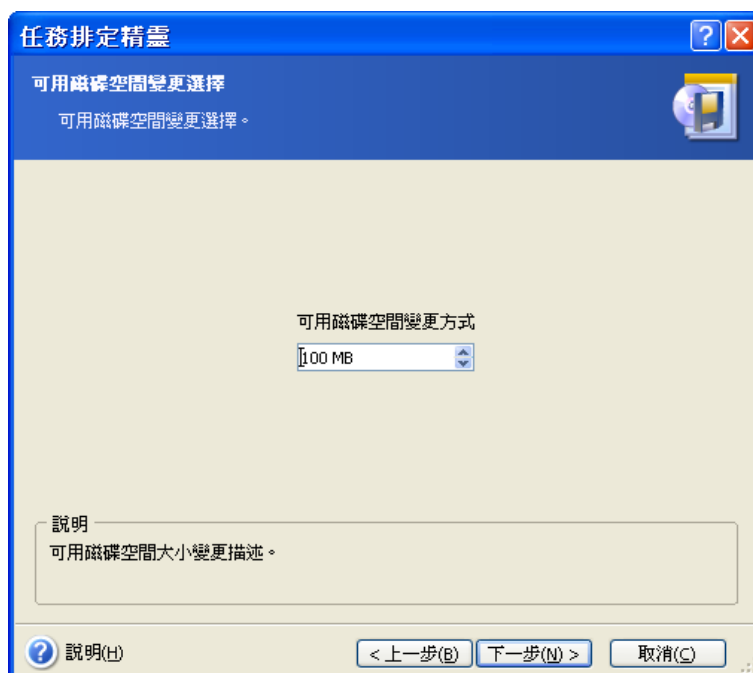 任務排定精靈
可用磁碟空間變更選擇
可用磁碟空間變更選擇。
可用磁碟空間變更方式
100 MB
說明
可用磁碟空間大小變更描述。
說明(H)
< 上一步(B)
下一步(N) >
取消(C)